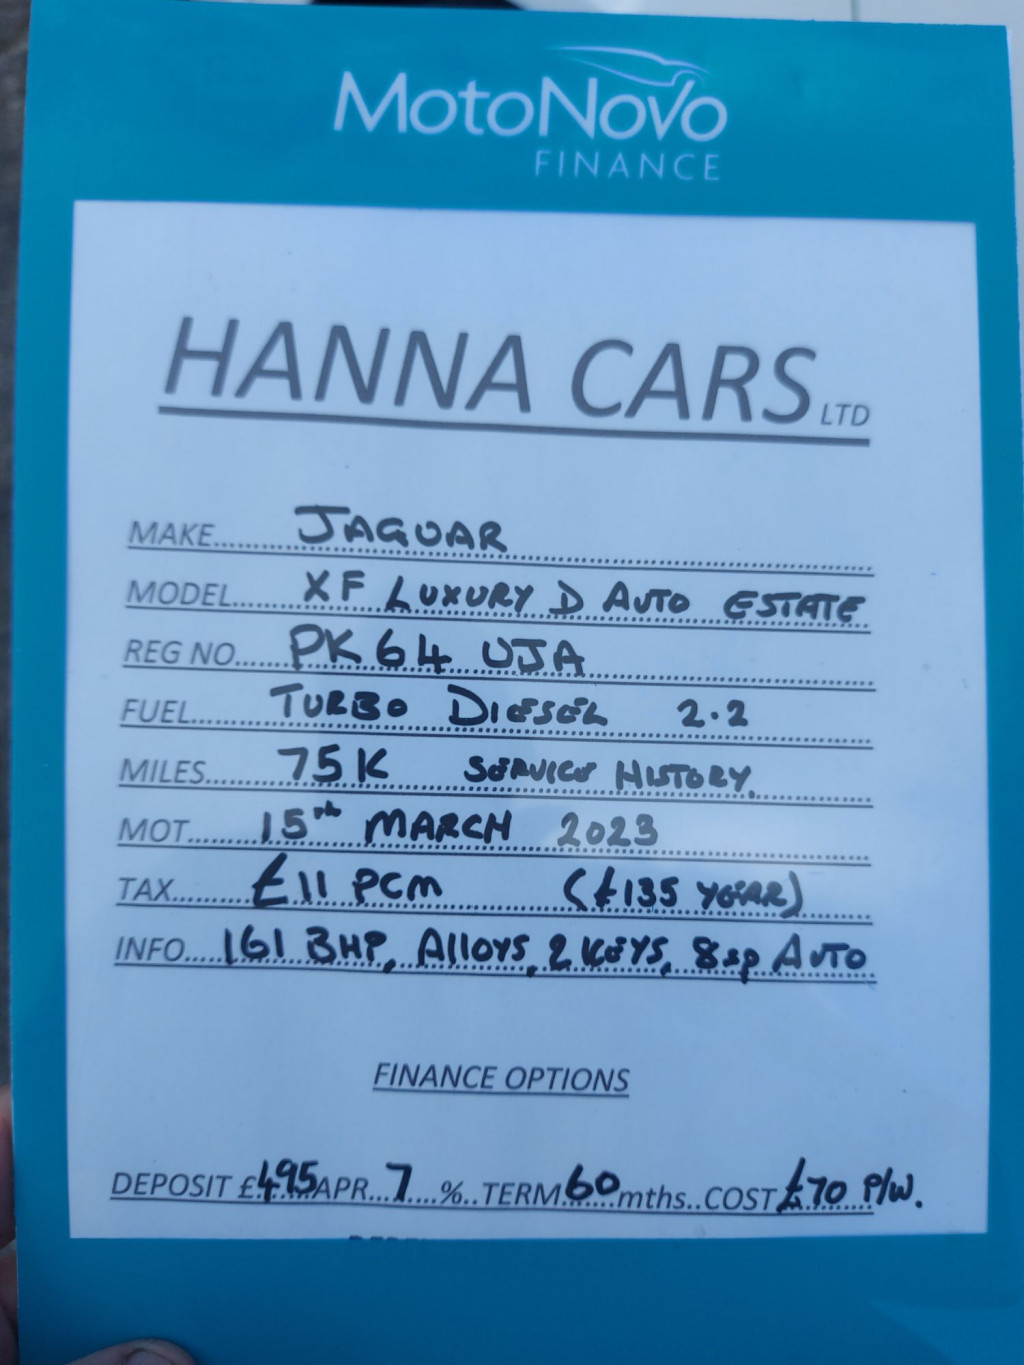 MotoNovo
FINANCE
HANNA CARS LTD
MAKE...... JAGUAR
MODEL...... XF LUXURY D AUTO ESTATE
REG NO...... PK64 UJA
FUEL...... TURBO DIESEL 2.2
MILES...... 75K SERVICE HISTORY.
MOT...... 15TH MARCH 2023
TAX...... £11 PCM (£135 YEAR)
INFO..... 161 BHP, Alloys, 2 KEYS, 8sp AUTO
FINANCE OPTIONS
DEPOSIT £495 APR...7....%..TERM 60 mths..COST £70 P/W.